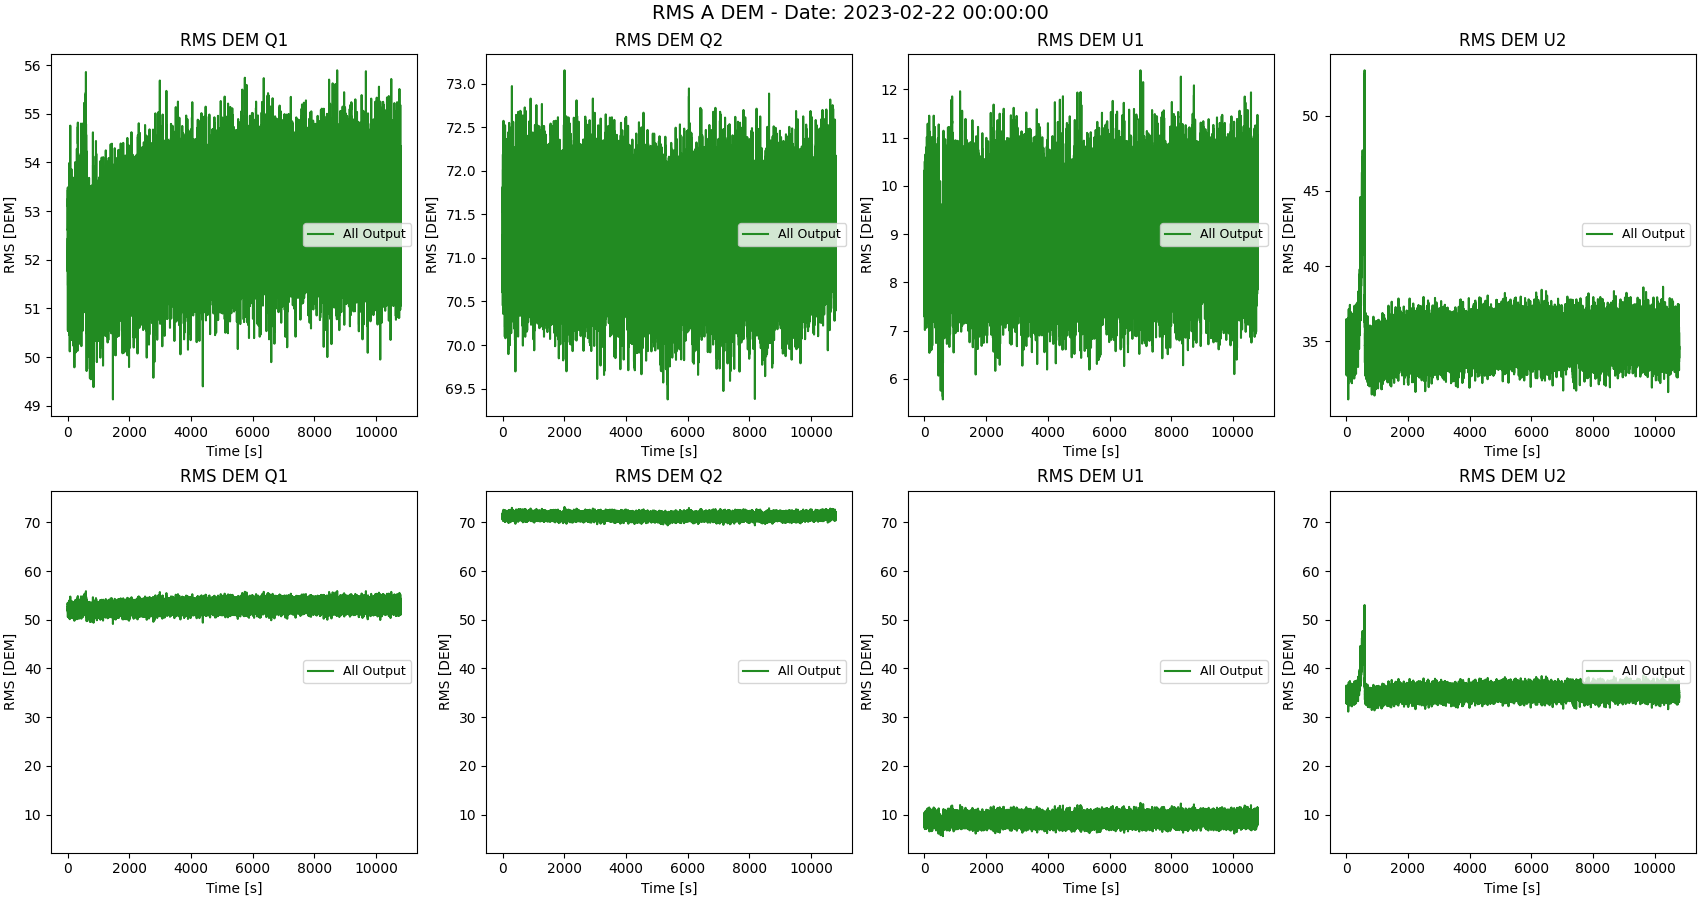 RMS A DEM - Date: 2023-02-22 00:00:00
RMS DEM Q1
RMS DEM Q2
RMS DEM U1
RMS DEM U2
RMS [DEM]
56
55
54
53
52
51
50
49
0 2000 4000 6000 8000 10000
Time [s]
All Output
RMS [DEM]
73.0
72.5
72.0
71.5
71.0
70.5
70.0
69.5
0 2000 4000 6000 8000 10000
Time [s]
All Output
RMS [DEM]
12
11
10
9
8
7
6
0 2000 4000 6000 8000 10000
Time [s]
All Output
RMS [DEM]
50
45
40
35
0 2000 4000 6000 8000 10000
Time [s]
All Output
RMS DEM Q1
RMS DEM Q2
RMS DEM U1
RMS DEM U2
RMS [DEM]
70
60
50
40
30
20
10
0 2000 4000 6000 8000 10000
Time [s]
All Output
RMS [DEM]
70
60
50
40
30
20
10
0 2000 4000 6000 8000 10000
Time [s]
All Output
RMS [DEM]
70
60
50
40
30
20
10
0 2000 4000 6000 8000 10000
Time [s]
All Output
RMS [DEM]
70
60
50
40
30
20
10
0 2000 4000 6000 8000 10000
Time [s]
All Output